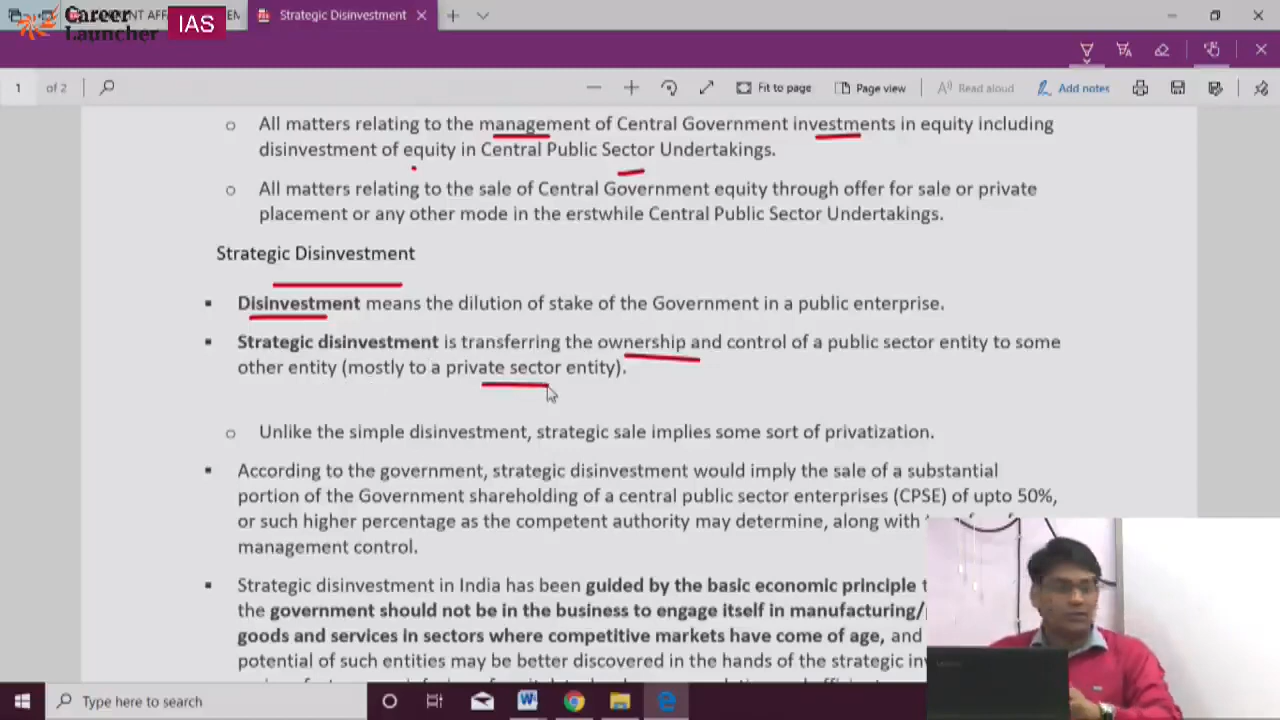 Career
Launcher
IAS
Strategic Disinvestment
1 of 2
Fit to page
Page view
Read aloud
Add notes
o All matters relating to the management of Central Government investments in equity including
disinvestment of equity in Central Public Sector Undertakings.
o All matters relating to the sale of Central Government equity through offer for sale or private
placement or any other mode in the erstwhile Central Public Sector Undertakings.
Strategic Disinvestment
▪ Disinvestment means the dilution of stake of the Government in a public enterprise.
▪ Strategic disinvestment is transferring the ownership and control of a public sector entity to some
other entity (mostly to a private sector entity).
o Unlike the simple disinvestment, strategic sale implies some sort of privatization.
▪ According to the government, strategic disinvestment would imply the sale of a substantial
portion of the Government shareholding of a central public sector enterprises (CPSE) of upto 50%,
or such higher percentage as the competent authority may determine, along with
management control.
▪ Strategic disinvestment in India has been guided by the basic economic principle
the government should not be in the business to engage itself in manufacturing/
goods and services in sectors where competitive markets have come of age, and
potential of such entities may be better discovered in the hands of the strategic
Type here to search